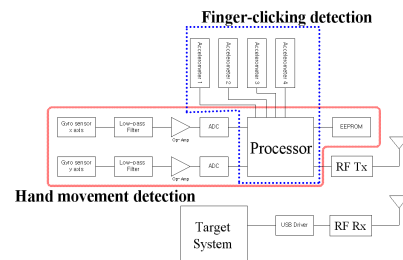 Finger-clicking detection
Accelerometer 1
Accelerometer 2
Accelerometer 3
Accelerometer 4
Gyro sensor
x axis
Low-pass
Filter
Op-Amp
ADC
Processor
EEPROM
Gyro sensor
y axis
Low-pass
Filter
Op-Amp
ADC
RF Tx
Hand movement detection
Target
System
USB Driver
RF Rx